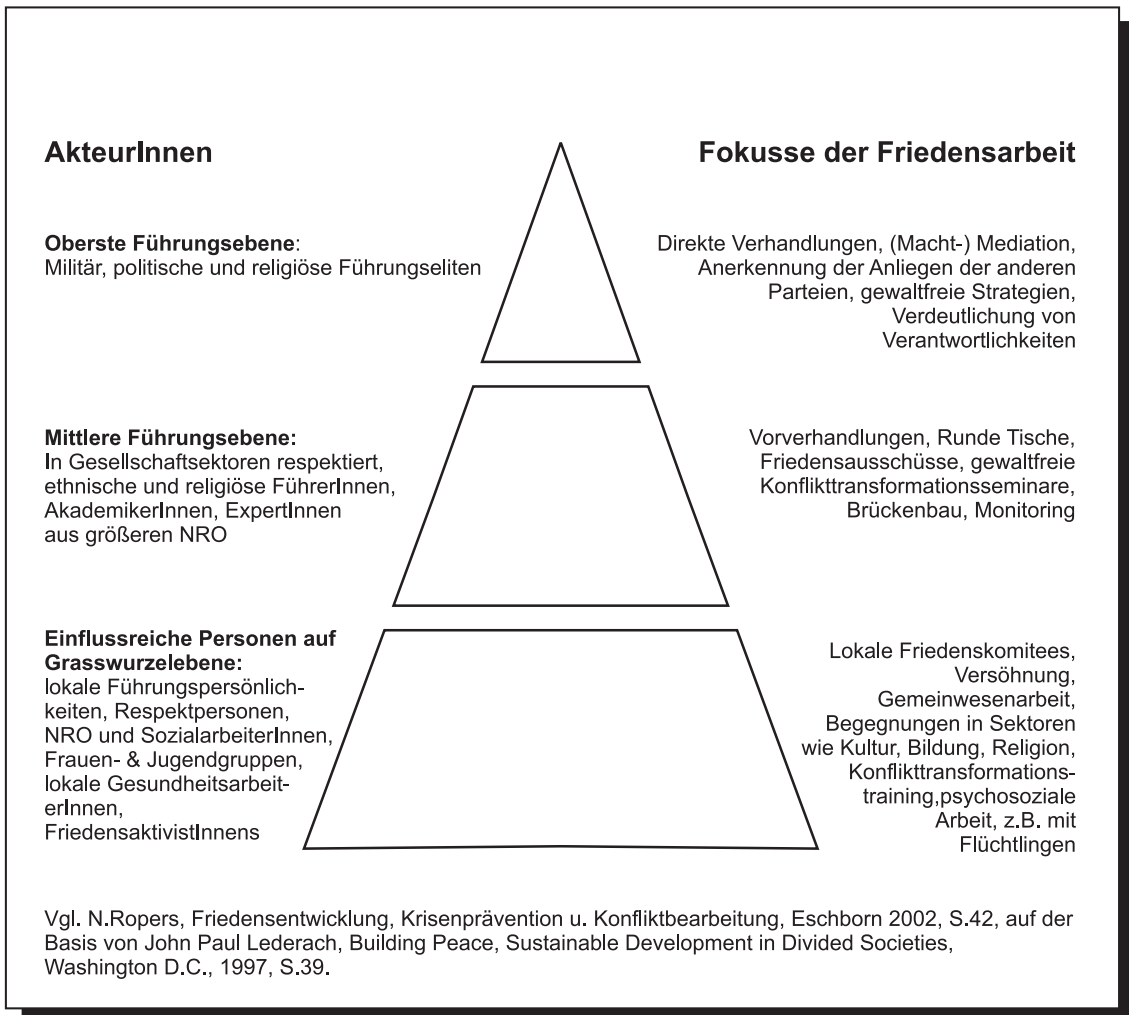 AkteurInnen
Fokusse der Friedensarbeit
Oberste Führungsebene:
Militär, politische und religiöse Führungseliten
Direkte Verhandlungen, (Macht-) Mediation,
Anerkennung der Anliegen der anderen
Parteien, gewaltfreie Strategien,
Verdeutlichung von
Verantwortlichkeiten
Mittlere Führungsebene:
In Gesellschaftsektoren respektiert,
ethnische und religiöse FührerInnen,
AkademikerInnen, ExpertInnen
aus größeren NRO
Vorverhandlungen, Runde Tische,
Friedensausschüsse, gewaltfreie
Konflikttransformationsseminare,
Brückenbau, Monitoring
Einflussreiche Personen auf
Grasswurzelebene:
lokale Führungspersönlich-
keiten, Respektpersonen,
NRO und SozialarbeiterInnen,
Frauen- & Jugendgruppen,
lokale Gesundheitsarbeit-
erInnen,
FriedensaktivistInnens
Lokale Friedenskomitees,
Versöhnung,
Gemeinwesenarbeit,
Begegnungen in Sektoren
wie Kultur, Bildung, Religion,
Konflikttransformations-
training,psychosoziale
Arbeit, z.B. mit
Flüchtlingen
Vgl. N.Ropers, Friedensentwicklung, Krisenprävention u. Konfliktbearbeitung, Eschborn 2002, S.42, auf der
Basis von John Paul Lederach, Building Peace, Sustainable Development in Divided Societies,
Washington D.C., 1997, S.39.